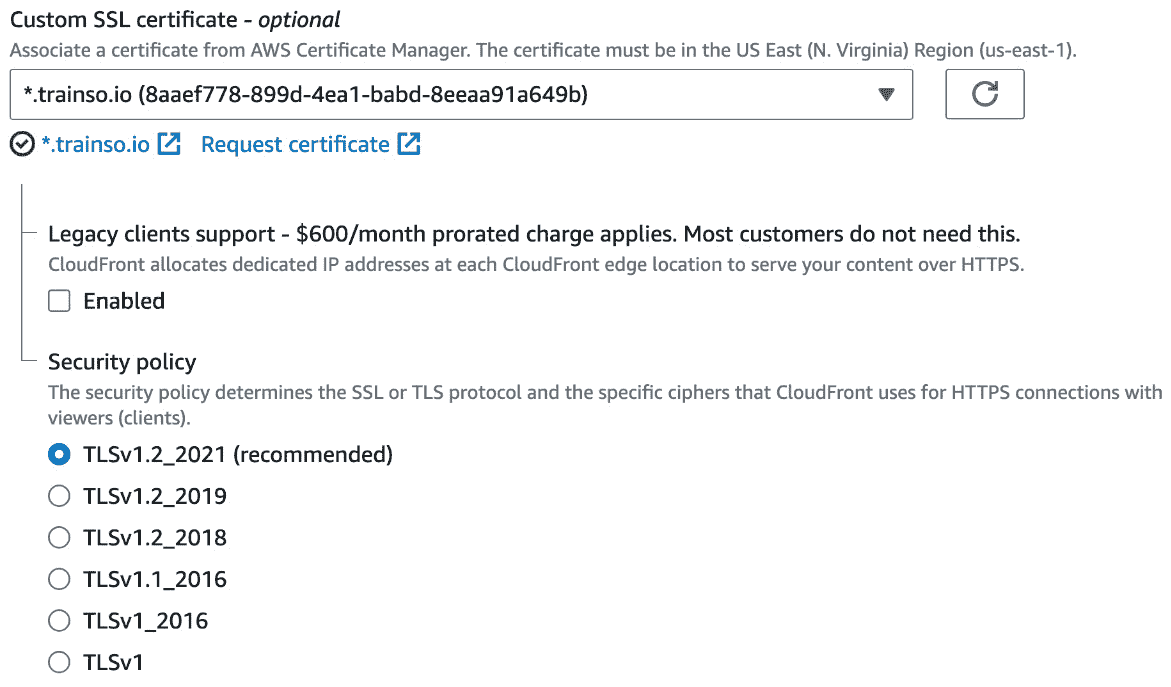 Custom SSL certificate - optional
Associate a certificate from AWS Certificate Manager. The certificate must be in the US East (N. Virginia) Region (us-east-1).
*.trainso.io (8aaef778-899d-4ea1-babd-8eeaa91a649b)
*.trainso.io Request certificate
Legacy clients support - $600/month prorated charge applies. Most customers do not need this.
CloudFront allocates dedicated IP addresses at each CloudFront edge location to serve your content over HTTPS.
Enabled
Security policy
The security policy determines the SSL or TLS protocol and the specific ciphers that CloudFront uses for HTTPS connections with
viewers (clients).
TLSv1.2_2021 (recommended)
TLSv1.2_2019
TLSv1.2_2018
TLSv1.1_2016
TLSv1_2016
TLSv1